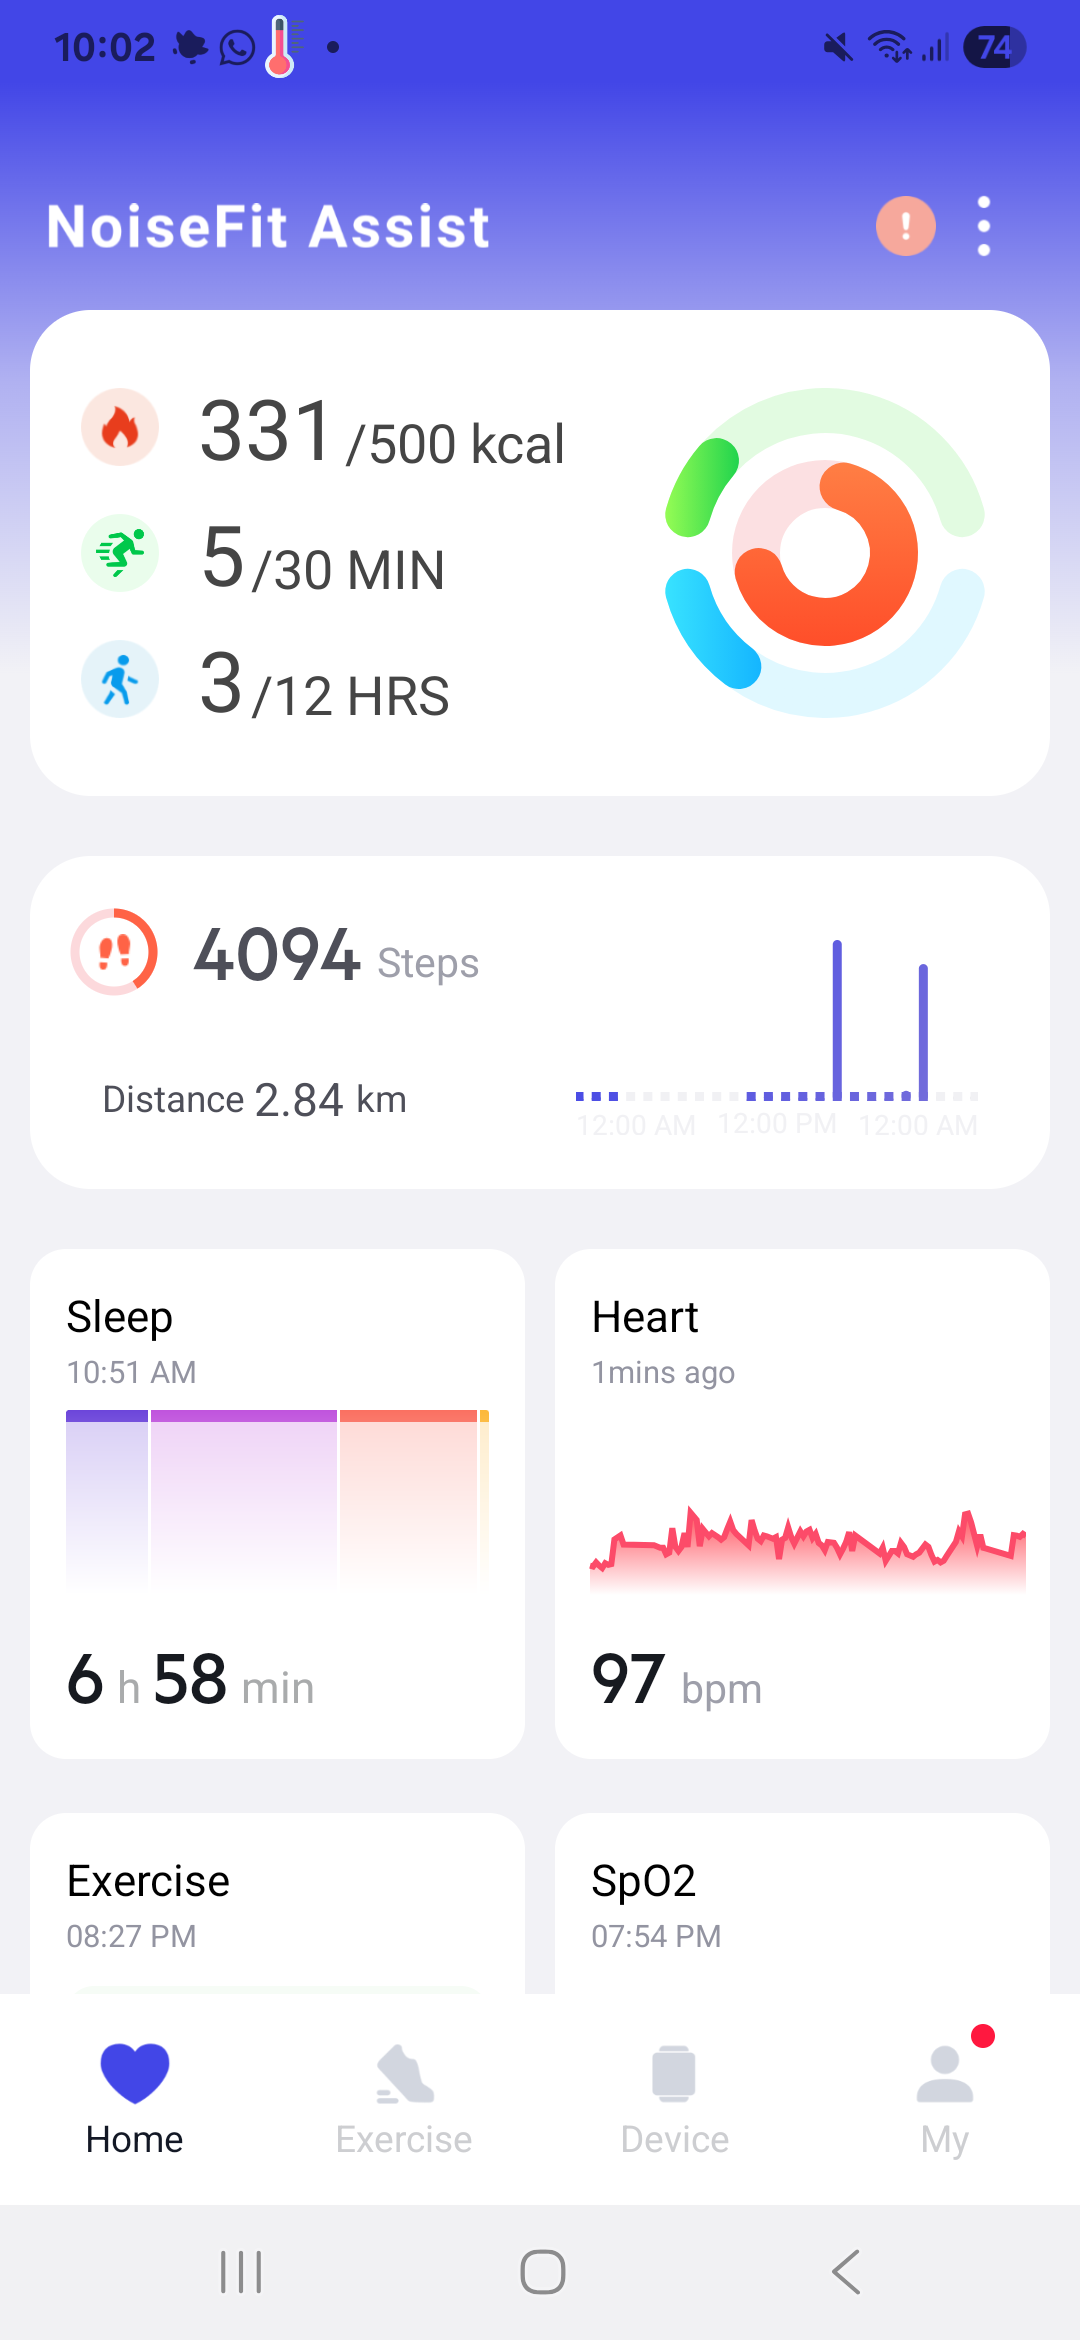 10:02
74
NoiseFit Assist
331 /500 kcal
5 /30 MIN
3 /12 HRS
4094 Steps
Distance 2.84 km
12:00 AM 12:00 PM 12:00 AM
Sleep
10:51 AM
6 h 58 min
Heart
1mins ago
97 bpm
Exercise
08:27 PM
SpO2
07:54 PM
Home Exercise Device My